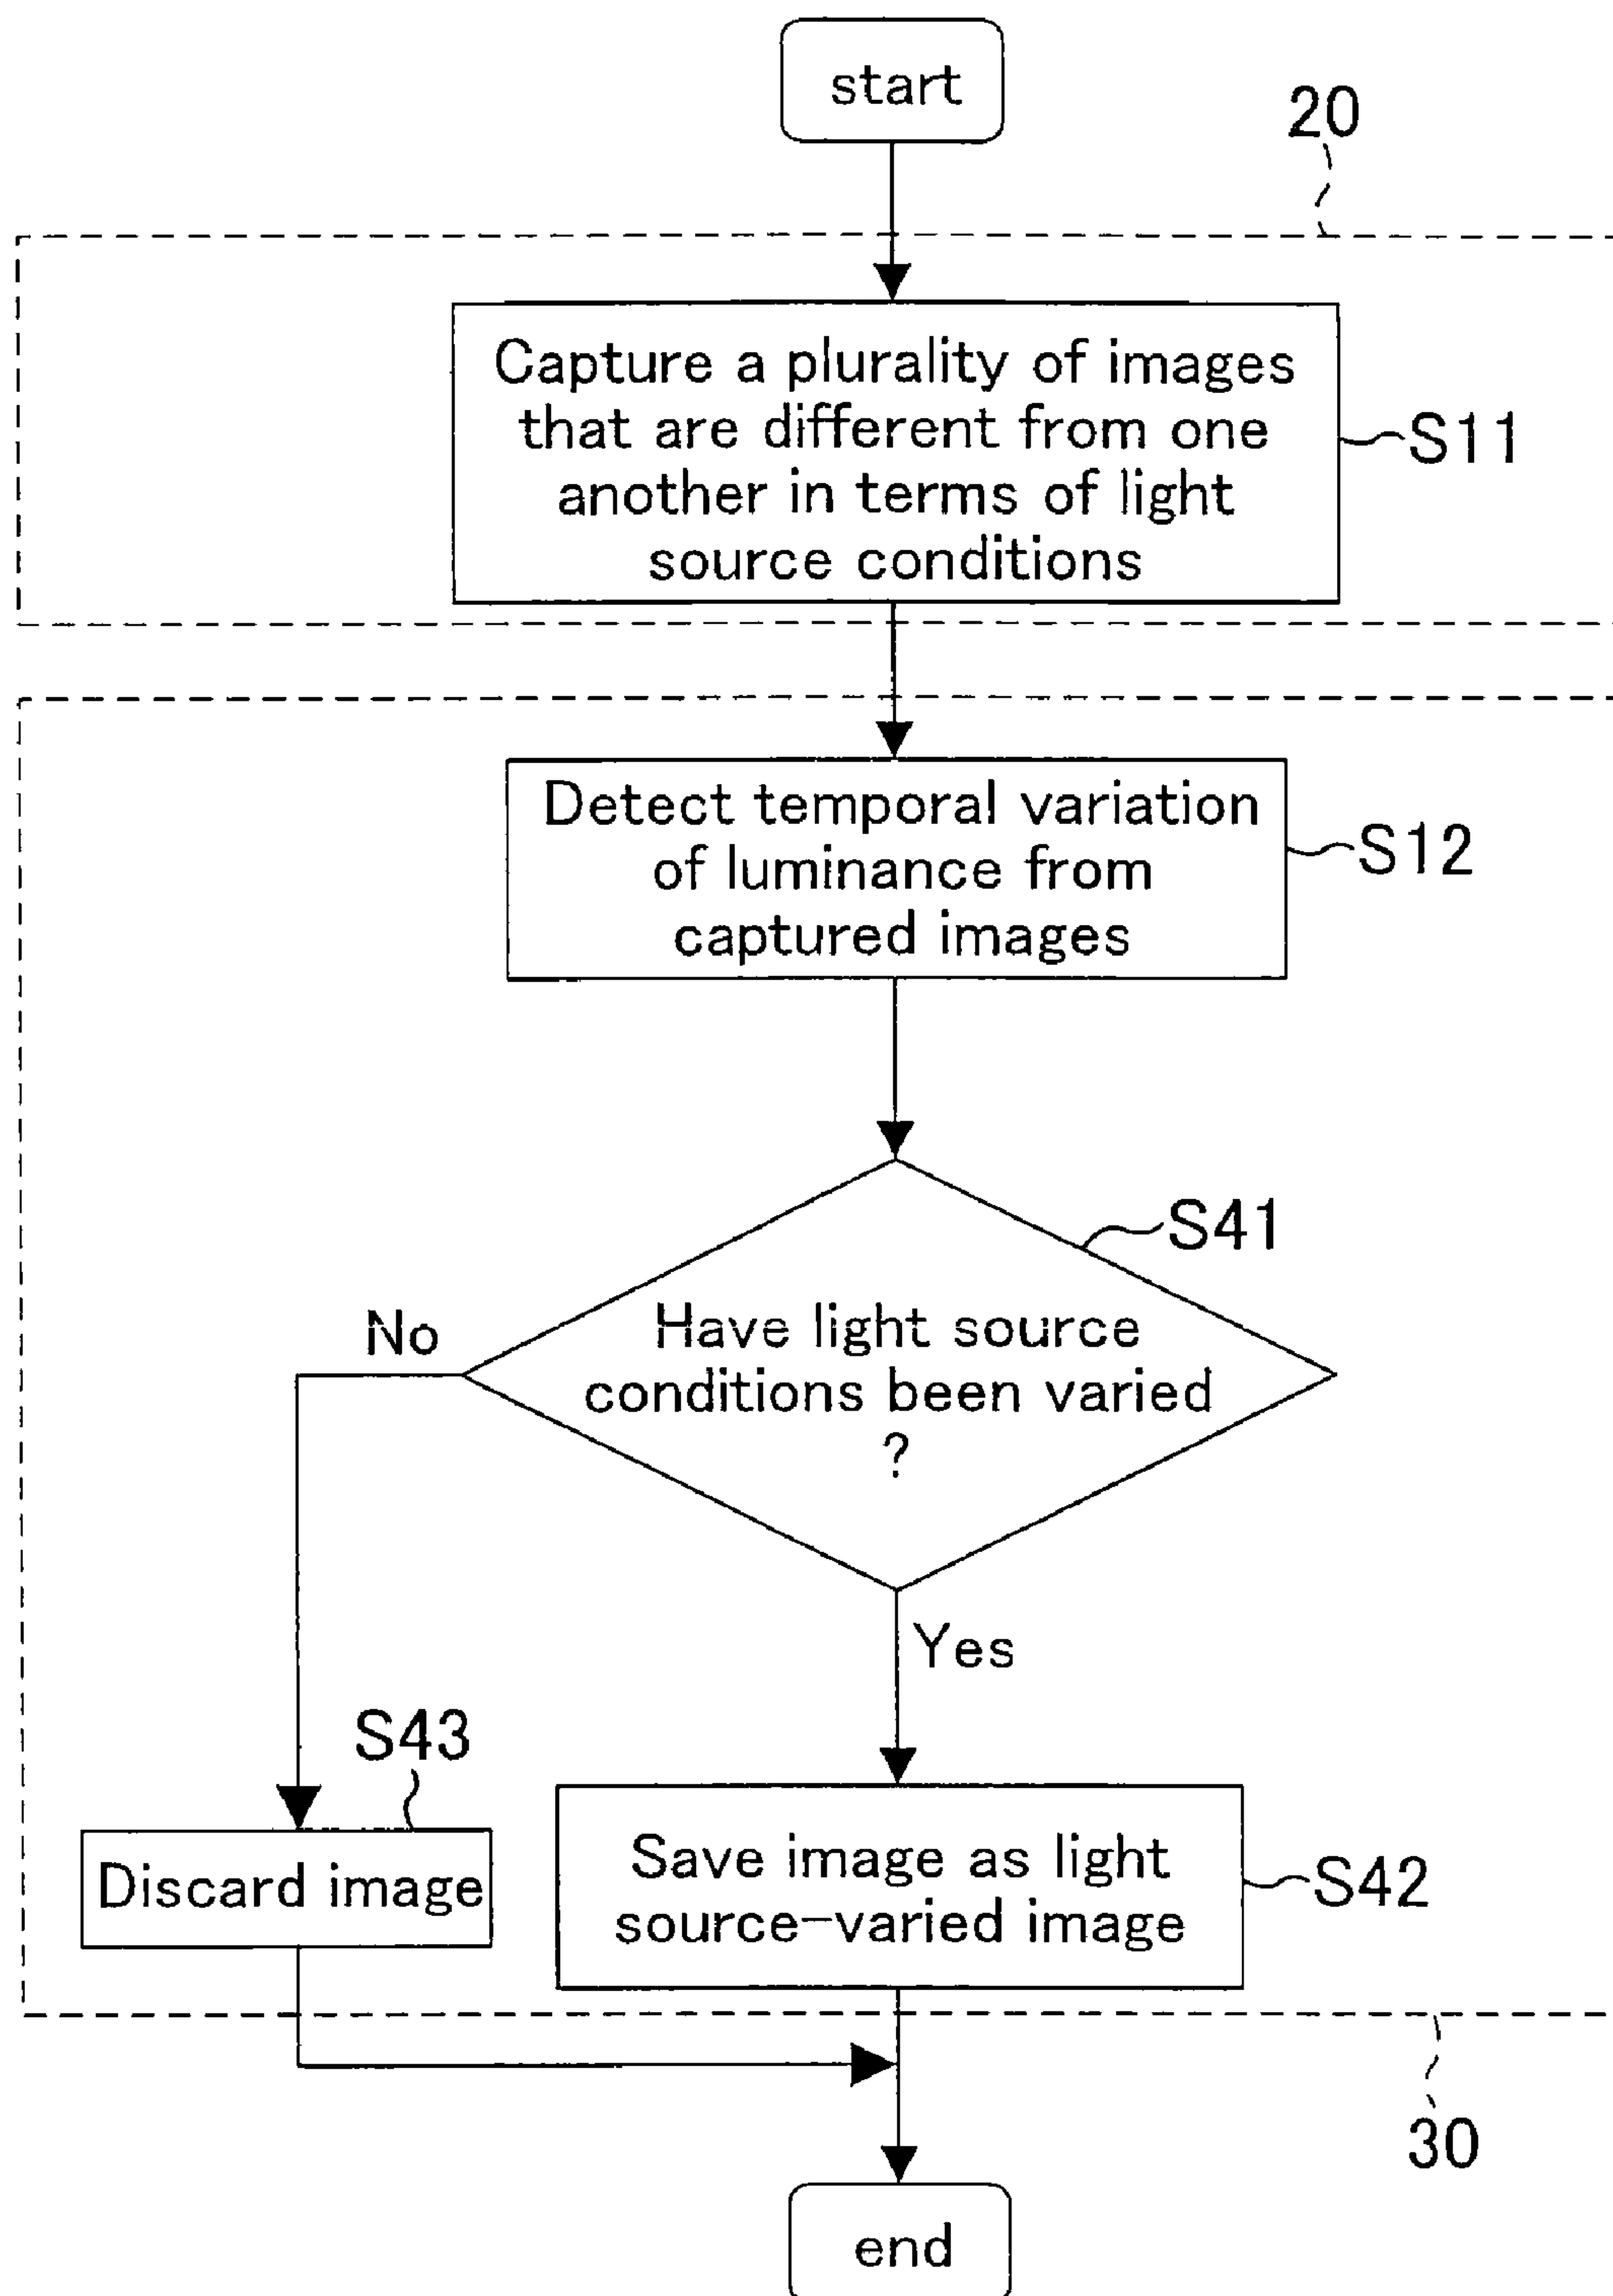 start
20
Capture a plurality of images
that are different from one
another in terms of light
source conditions
S11
Detect temporal variation
of luminance from
captured images
S12
S41
Have light source
conditions been varied
?
No
Yes
S43
Discard image
Save image as light
source-varied image
S42
30
end